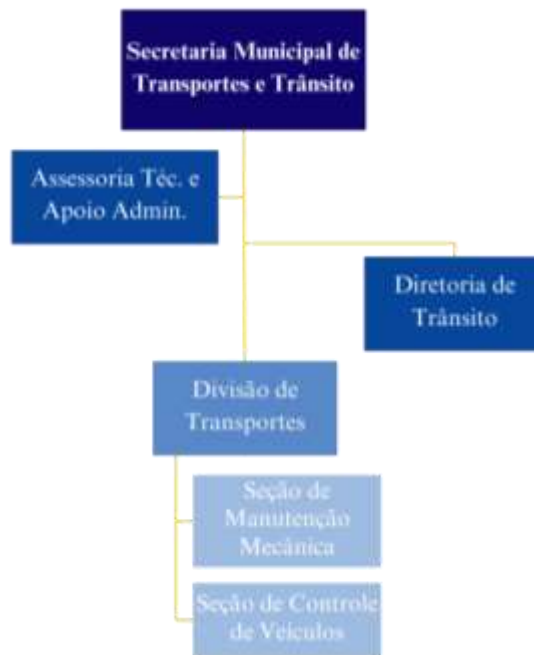 Secretaria Municipal de
Transportes e Trânsito
Assessoria Téc. e
Apoio Admin.
Diretoria de
Trânsito
Divisão de
Transportes
Seção de
Manutenção
Mecânica
Seção de Controle
de Veículos